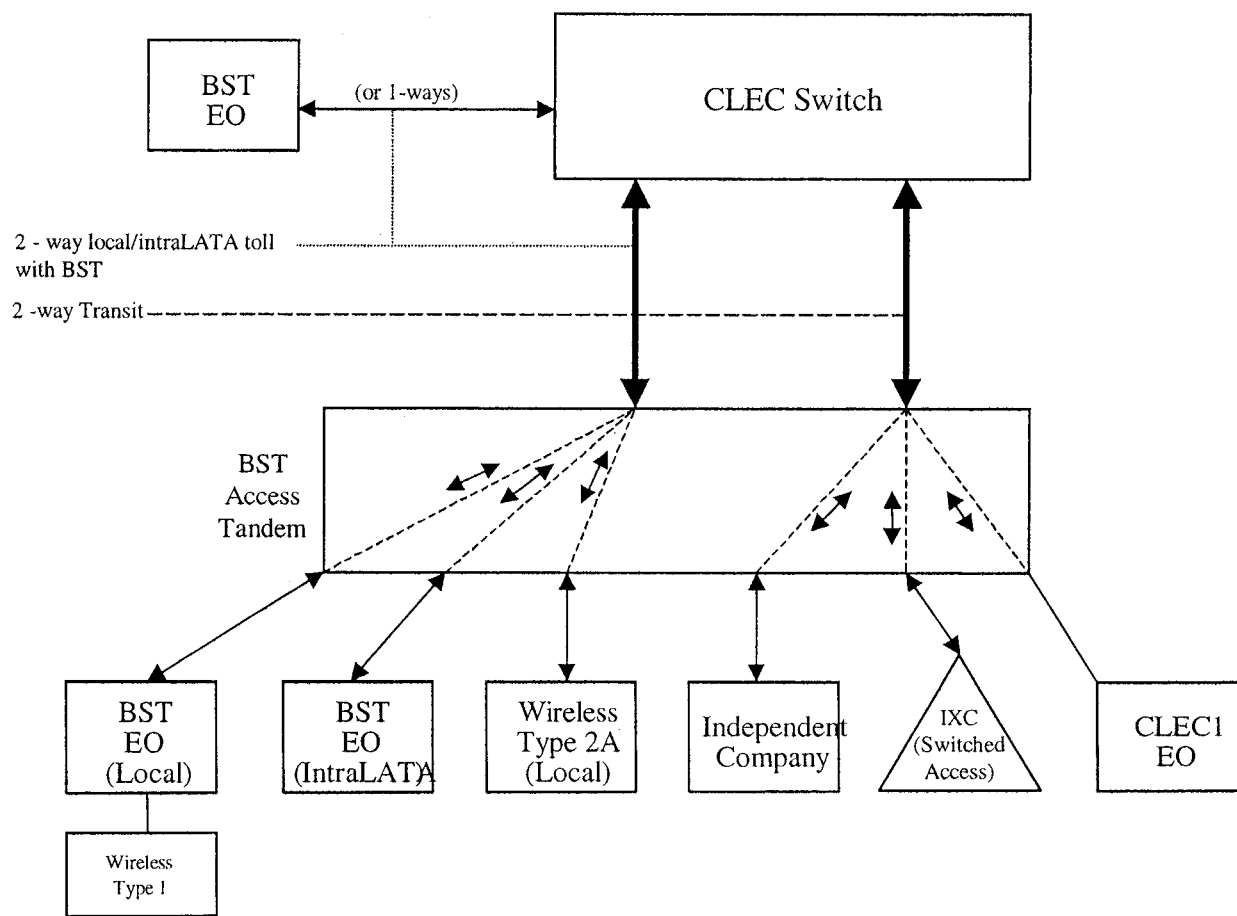 BST
EO
(or 1-ways)
CLEC Switch
2 - way local/intraLATA toll
with BST
2 -way Transit
BST
Access
Tandem
BST
EO
(Local)
BST
EO
(IntraLATA)
Wireless
Type 2A
(Local)
Independent
Company
IXC
(Switched
Access)
CLEC1
EO
Wireless
Type 1